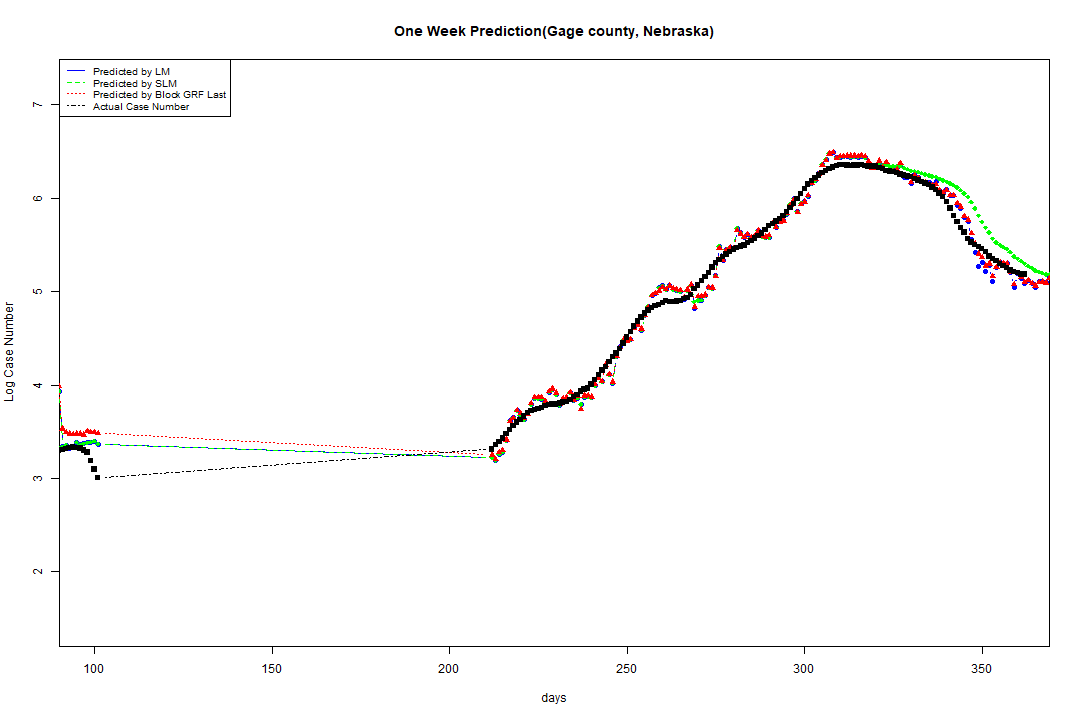 One Week Prediction(Gage county, Nebraska)
Predicted by LM
Predicted by SLM
Predicted by Block GRF Last
Actual Case Number
7
6
5
4
3
2
Log Case Number
100 150 200 250 300 350
days